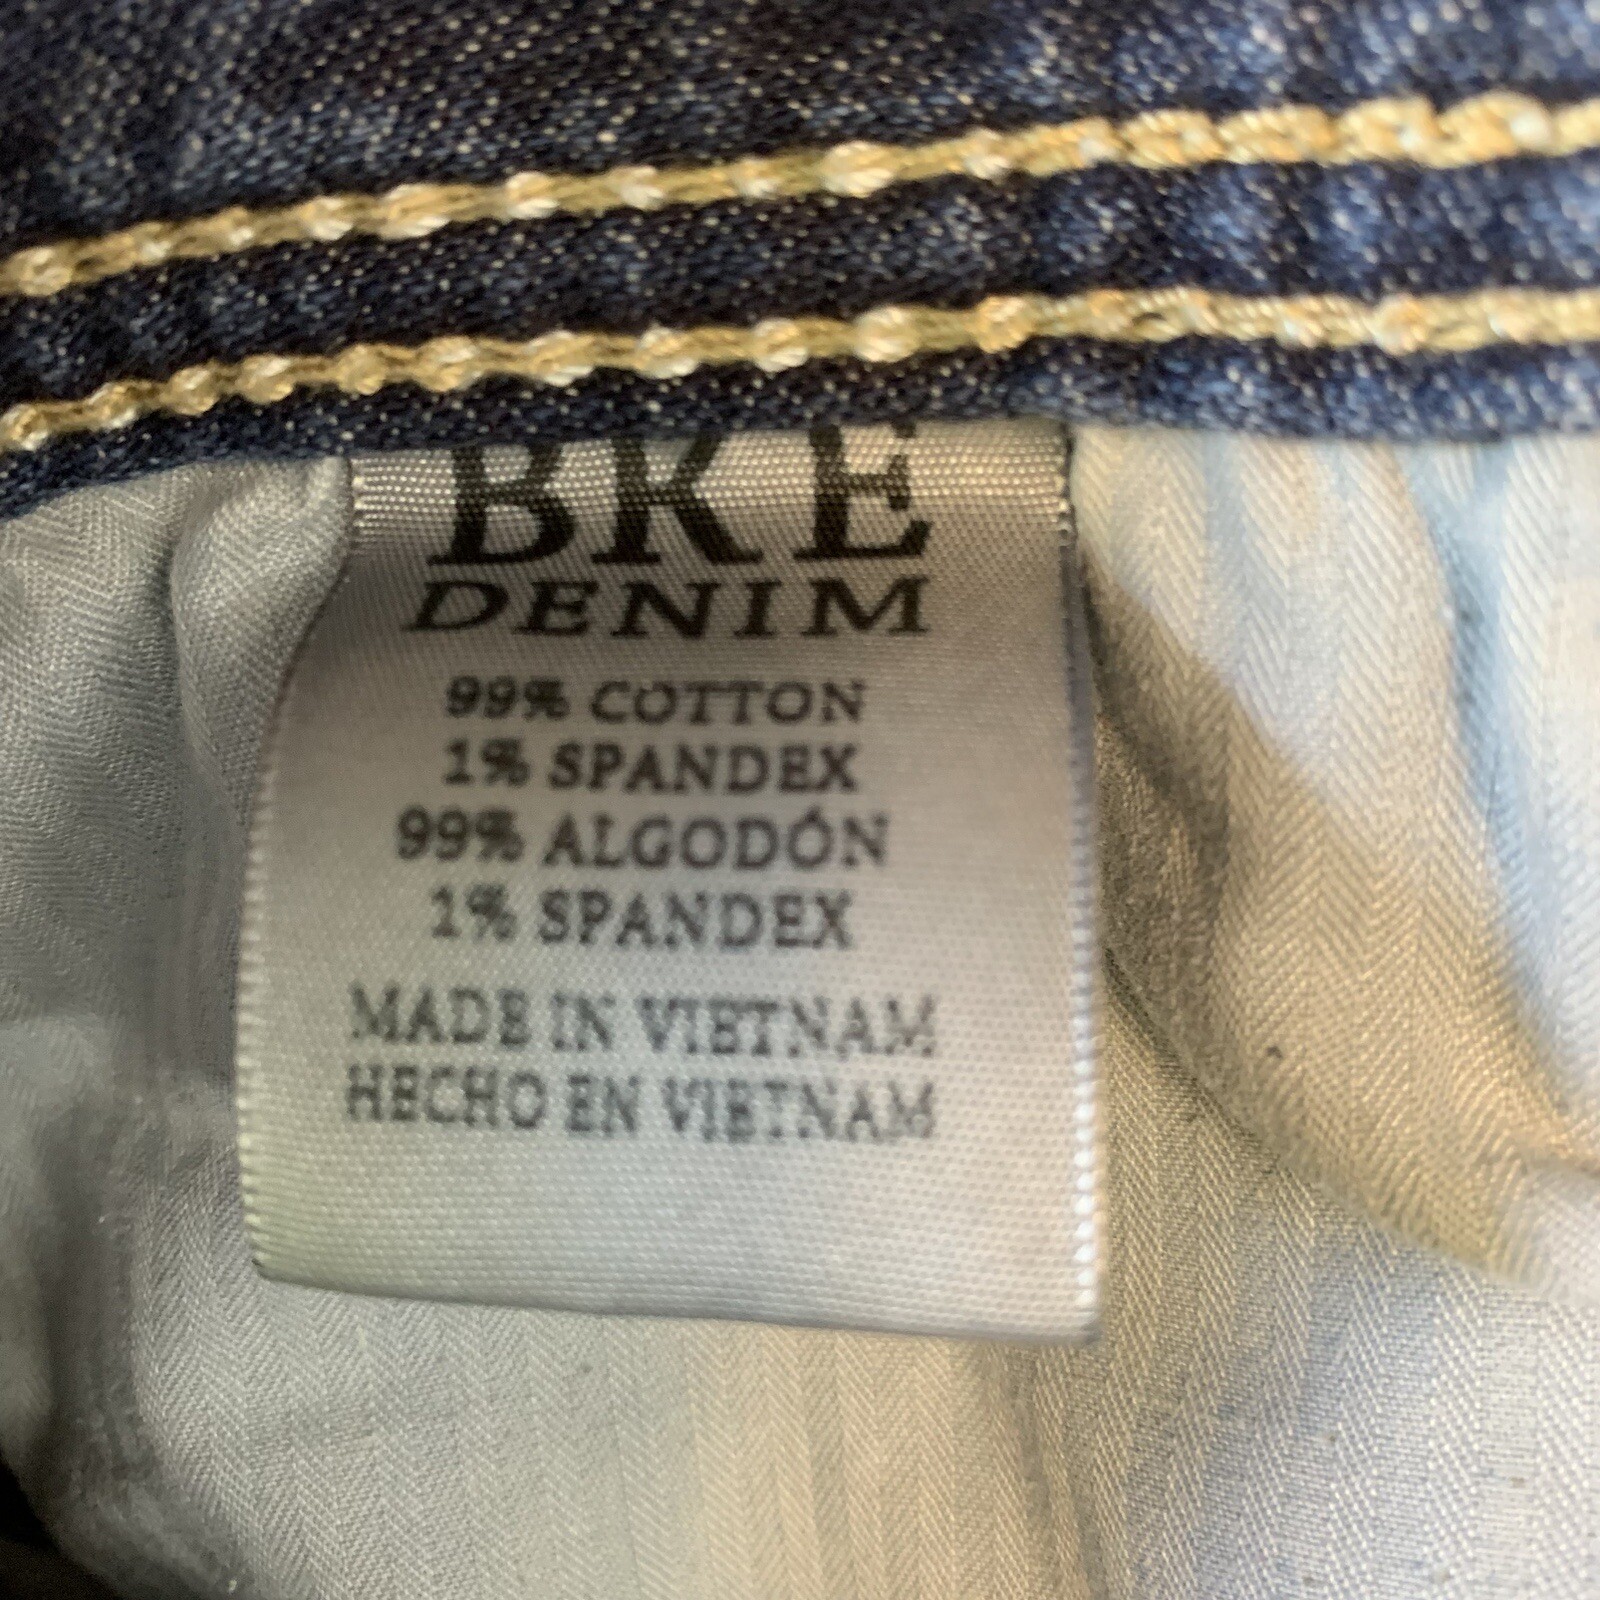 BKE
DENIM
99% COTTON
1% SPANDEX
99% ALGODÓN
1% SPANDEX
MADE IN VIETNAM
HECHO EN VIETNAM